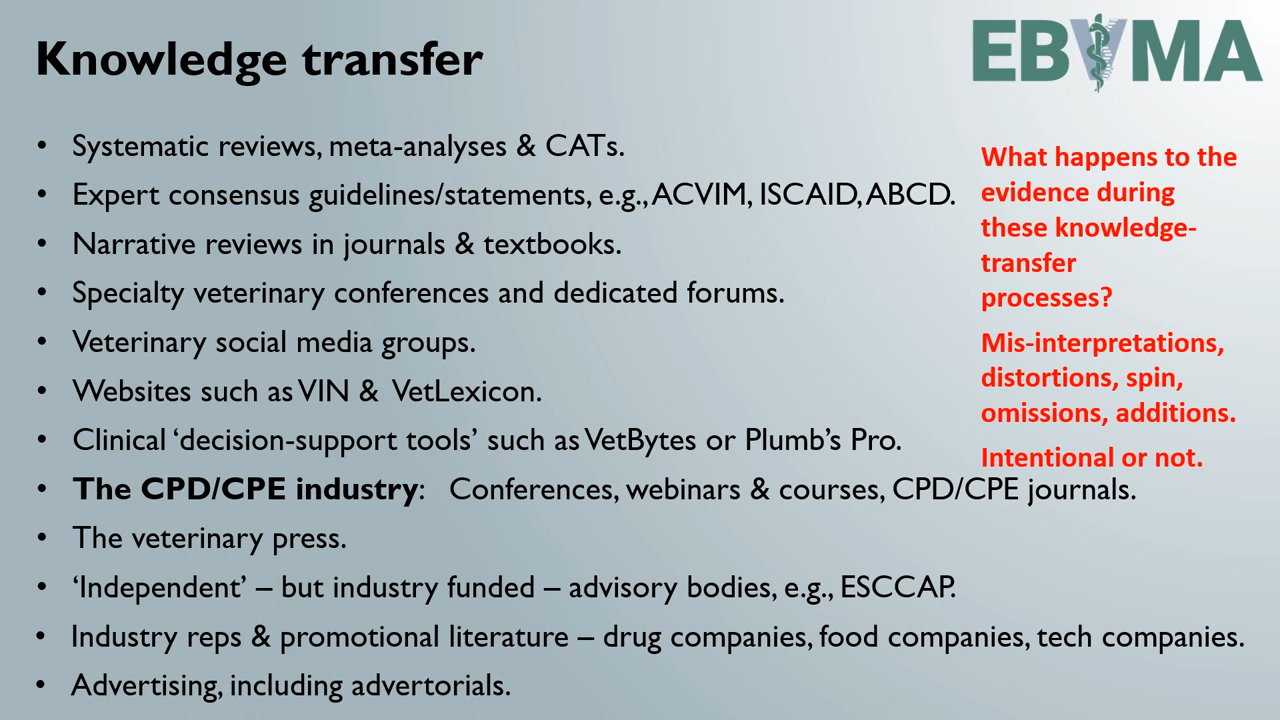 Knowledge transfer
EBVMA
• Systematic reviews, meta-analyses & CATs.
• Expert consensus guidelines/statements, e.g., ACVIM, ISCAID, ABCD.
• Narrative reviews in journals & textbooks.
• Specialty veterinary conferences and dedicated forums.
• Veterinary social media groups.
• Websites such as VIN & VetLexicon.
• Clinical ‘decision-support tools’ such as VetBytes or Plumb’s Pro.
• The CPD/CPE industry: Conferences, webinars & courses, CPD/CPE journals.
• The veterinary press.
• ‘Independent’ – but industry funded – advisory bodies, e.g., ESCCAP.
• Industry reps & promotional literature – drug companies, food companies, tech companies.
• Advertising, including advertorials.
What happens to the
evidence during
these knowledge-
transfer
processes?
Mis-interpretations,
distortions, spin,
omissions, additions.
Intentional or not.